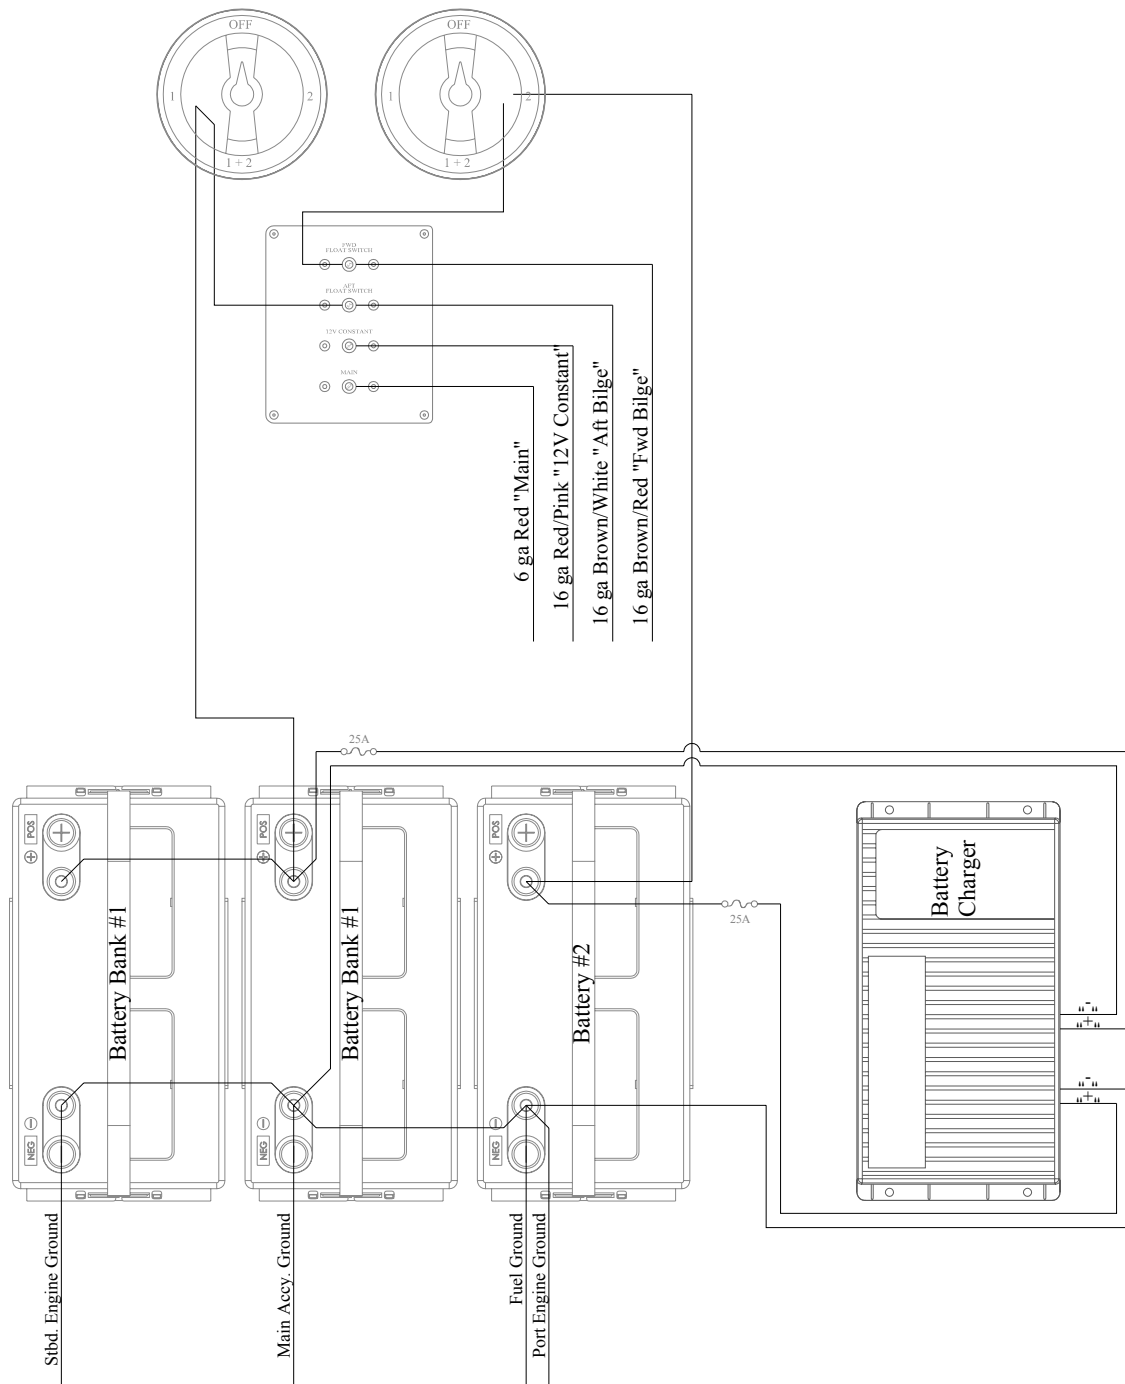 OFF
1
2
1 + 2
OFF
1
2
1 + 2
FWD
FLOAT SWITCH
AFT
FLOAT SWITCH
12V CONSTANT
MAIN
6 ga Red "Main"
16 ga Red/Pink "12V Constant"
16 ga Brown/White "Aft Bilge"
16 ga Brown/Red "Fwd Bilge"
25A
POS
+
POS
+
POS
+
25A
Battery Bank #1
Battery Bank #1
Battery #2
Battery
Charger
"-"
"+"
"-"
"+"
NEG
NEG
NEG
Stbd. Engine Ground
Main Accy. Ground
Fuel Ground
Port Engine Ground